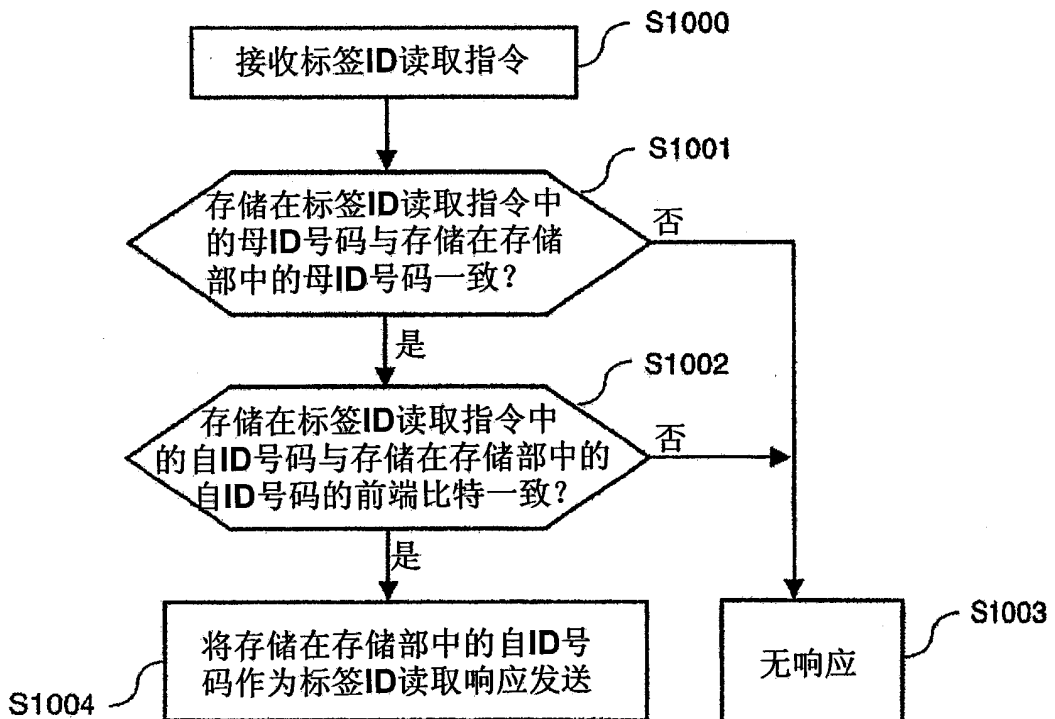 S1000
接收标签ID读取指令
S1001
存储在标签ID读取指令中
的母ID号码与存储在存储
部中的母ID号码一致？
否
是
S1002
存储在标签ID读取指令中
的自ID号码与存储在存储部中的
自ID号码的前端比特一致？
否
是
将存储在存储部中的自ID号
码作为标签ID读取响应发送
S1004
无响应
S1003